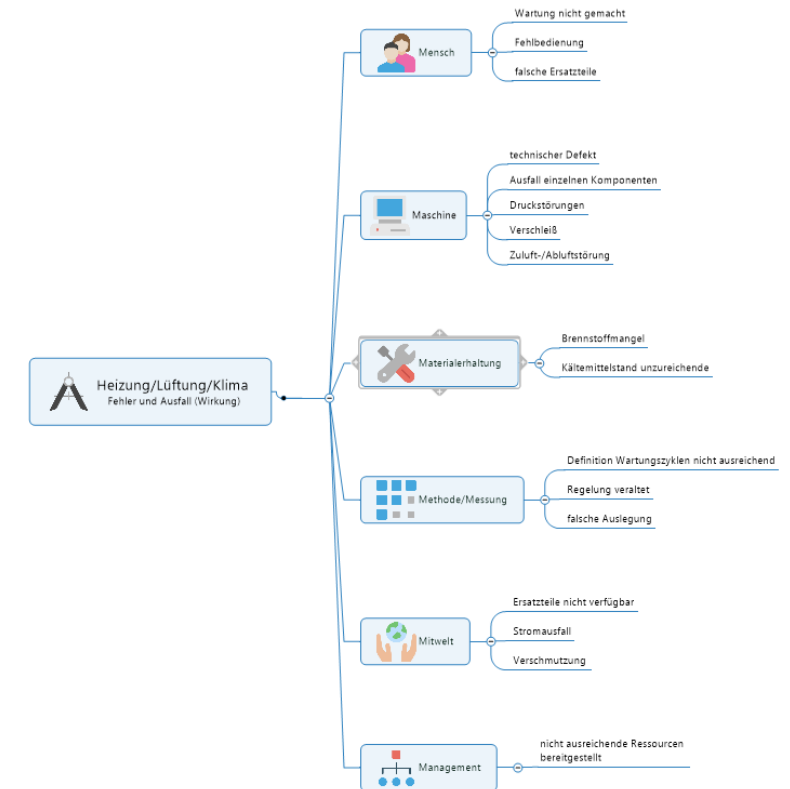 Heizung/Lüftung/Klima
Fehler und Ausfall (Wirkung)
Mensch
Wartung nicht gemacht
Fehlbedienung
falsche Ersatzteile
Maschine
technischer Defekt
Ausfall einzelnen Komponenten
Druckstörungen
Verschleiß
Zuluft-/Abluftstörung
Materialerhaltung
Brennstoffmangel
Kältemittelstand unzureichende
Methode/Messung
Definition Wartungszyklen nicht ausreichend
Regelung veraltet
falsche Auslegung
Mitwelt
Ersatzteile nicht verfügbar
Stromausfall
Verschmutzung
Management
nicht ausreichende Ressourcen
bereitgestellt